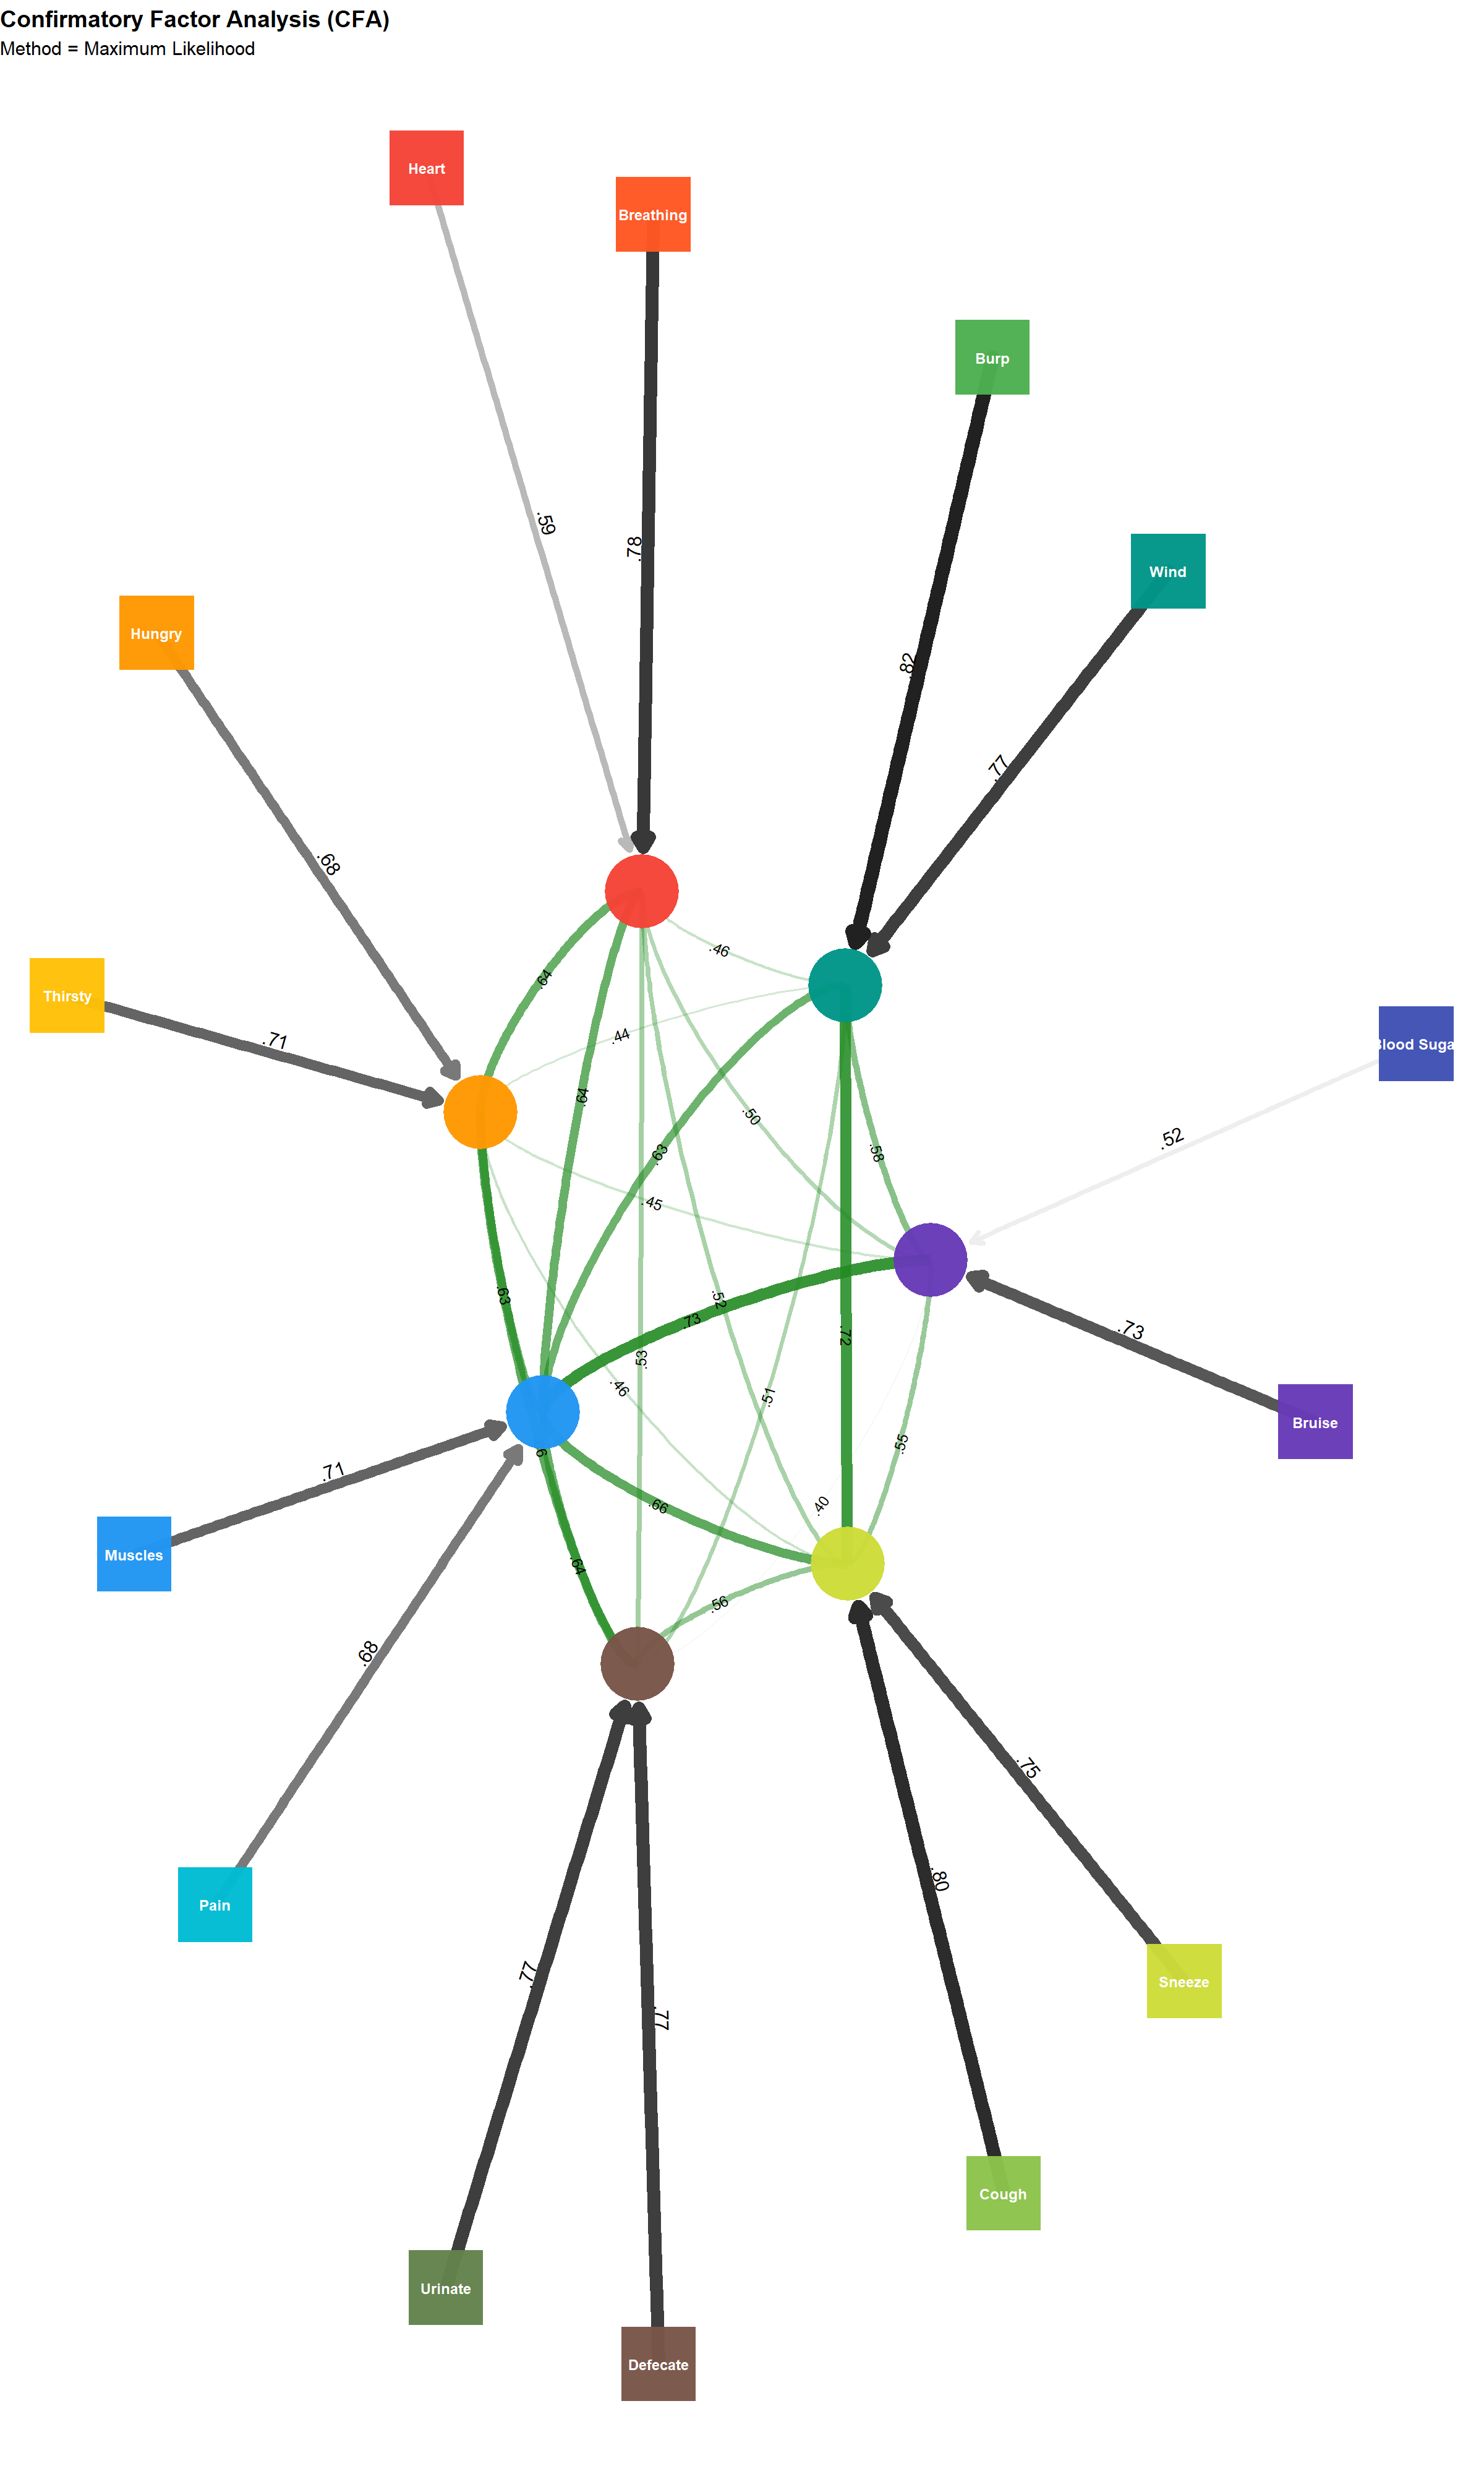 Confirmatory Factor Analysis (CFA)
Method = Maximum Likelihood
Heart
Breathing
Burp
.59
.78
Wind
Hungry
.82
.77
.68
Thirsty
.71
.46
.64
.44
Blood Suga
.64
.50
.63
.58
.52
.45
.63
.52
.73
.72
.73
.53
.46
.51
Bruise
.55
.71
.6
.66
.40
Muscles
.64
.56
.68
.75
Pain
.80
.77
.77
Sneeze
Cough
Urinate
Defecate